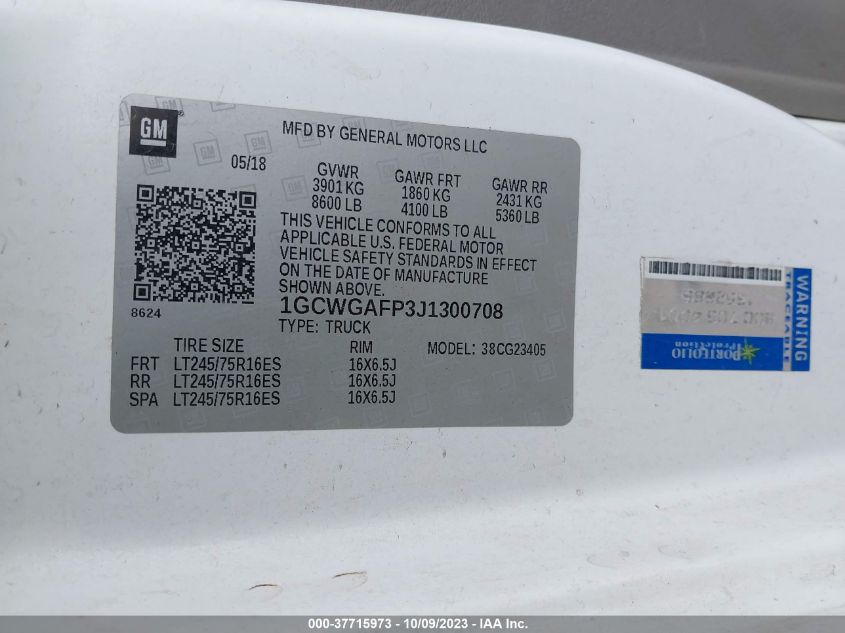 GM
MFD BY GENERAL MOTORS LLC
05/18
GVWR GAWR FRT GAWR RR
3901 KG 1860 KG 2431 KG
8600 LB 4100 LB 5360 LB
THIS VEHICLE CONFORMS TO ALL
APPLICABLE U.S. FEDERAL MOTOR
VEHICLE SAFETY STANDARDS IN EFFECT
ON THE DATE OF MANUFACTURE
SHOWN ABOVE.
8624
1GCWGAFP3J1300708
TYPE: TRUCK
TIRE SIZE RIM MODEL: 38CG23405
FRT LT245/75R16ES 16X6.5J
RR LT245/75R16ES 16X6.5J
SPA LT245/75R16ES 16X6.5J
WARNING
TRACEABLE
PORTFOLIO
Protection
000-37715973 - 10/09/2023 - IAA Inc.